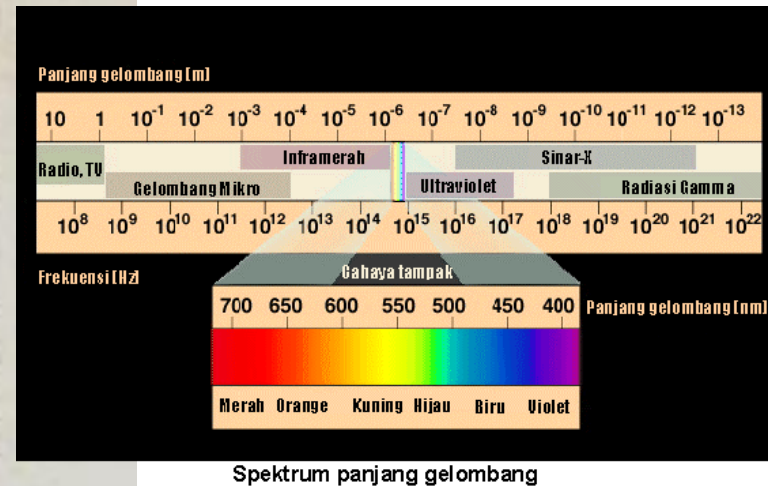 Panjang gelombang [m]
10 1 10⁻¹ 10⁻² 10⁻³ 10⁻⁴ 10⁻⁵ 10⁻⁶ 10⁻⁷ 10⁻⁸ 10⁻⁹ 10⁻¹⁰ 10⁻¹¹ 10⁻¹² 10⁻¹³
Inframerah Sinar-X
Radio, TV
Gelombang Mikro Ultraviolet Radiasi Gamma
10⁸ 10⁹ 10¹⁰ 10¹¹ 10¹² 10¹³ 10¹⁴ 10¹⁵ 10¹⁶ 10¹⁷ 10¹⁸ 10¹⁹ 10²⁰ 10²¹ 10²²
Frekuensi [Hz]
Cahaya tampak
700 650 600 550 500 450 400 Panjang gelombang [nm]
Merah Orange Kuning Hijau Biru Violet
Spektrum panjang gelombang